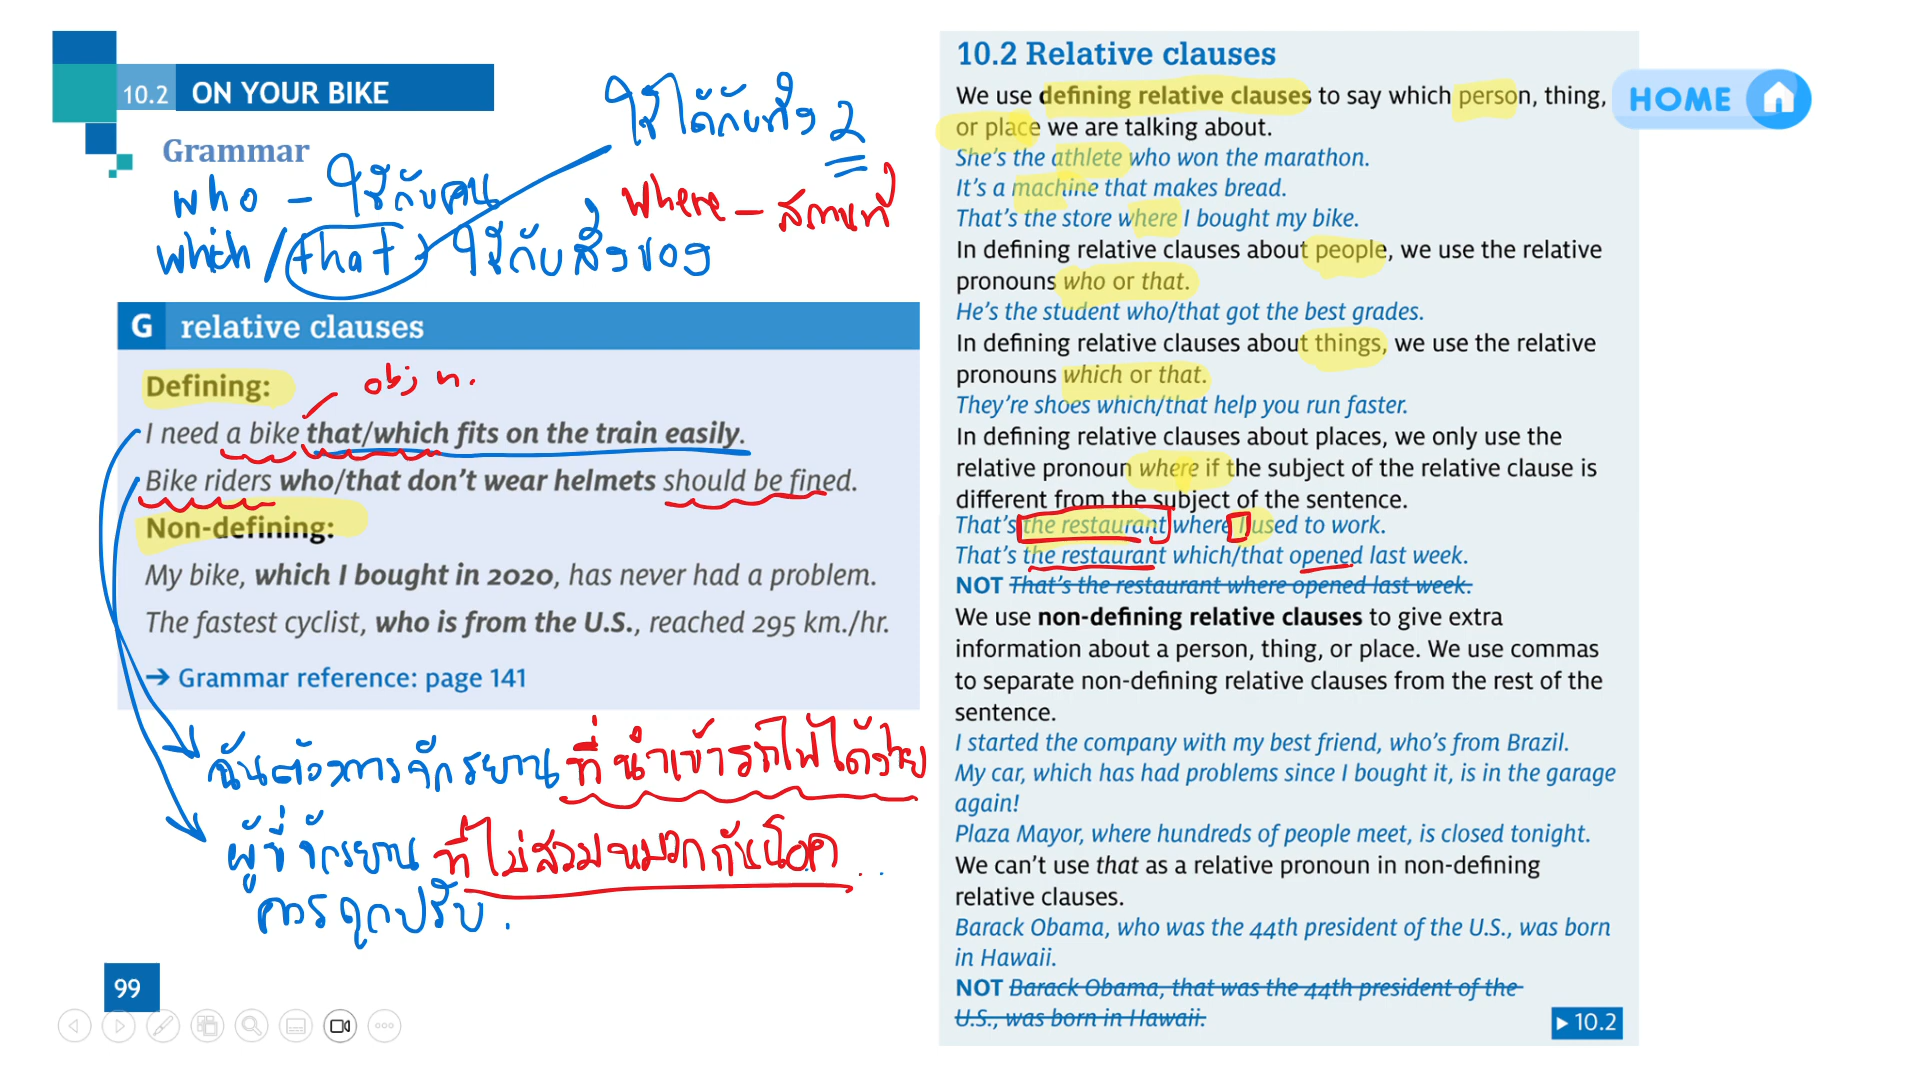 10.2 ON YOUR BIKE
Grammar
ใช้ได้กับทั้ง 2
who – ใช้กับคน
where – สถานที่
which / that → ใช้กับสิ่งของ
G relative clauses
Defining:
obj n.
I need a bike that/which fits on the train easily.
Bike riders who/that don't wear helmets should be fined.
Non-defining:
My bike, which I bought in 2020, has never had a problem.
The fastest cyclist, who is from the U.S., reached 295 km./hr.
→ Grammar reference: page 141
ฉันต้องการจักรยานที่นำเข้ารถไฟได้ง่าย
ผู้ขี่จักรยานที่ไม่สวมหมวกกันน็อค..
ควรถูกปรับ.
99
10.2 Relative clauses
We use defining relative clauses to say which person, thing,
or place we are talking about.
She's the athlete who won the marathon.
It's a machine that makes bread.
That's the store where I bought my bike.
In defining relative clauses about people, we use the relative
pronouns who or that.
He's the student who/that got the best grades.
In defining relative clauses about things, we use the relative
pronouns which or that.
They're shoes which/that help you run faster.
In defining relative clauses about places, we only use the
relative pronoun where if the subject of the relative clause is
different from the subject of the sentence.
That's the restaurant where I used to work.
That's the restaurant which/that opened last week.
NOT That's the restaurant where opened last week.
We use non-defining relative clauses to give extra
information about a person, thing, or place. We use commas
to separate non-defining relative clauses from the rest of the
sentence.
I started the company with my best friend, who's from Brazil.
My car, which has had problems since I bought it, is in the garage
again!
Plaza Mayor, where hundreds of people meet, is closed tonight.
We can't use that as a relative pronoun in non-defining
relative clauses.
Barack Obama, who was the 44th president of the U.S., was born
in Hawaii.
NOT Barack Obama, that was the 44th president of the
U.S., was born in Hawaii.
▶ 10.2
HOME